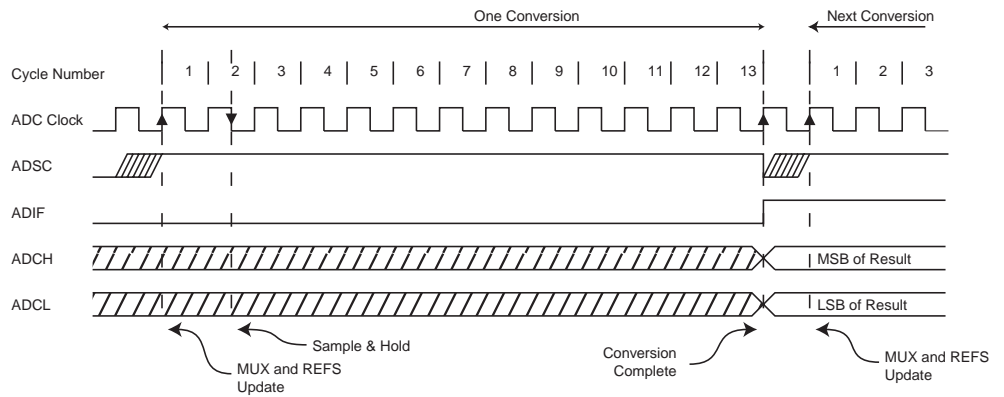 One Conversion
Next Conversion
Cycle Number 1 2 3 4 5 6 7 8 9 10 11 12 13 1 2 3
ADC Clock
ADSC
ADIF
ADCH
MSB of Result
ADCL
LSB of Result
Sample & Hold
MUX and REFS
Update
Conversion
Complete
MUX and REFS
Update